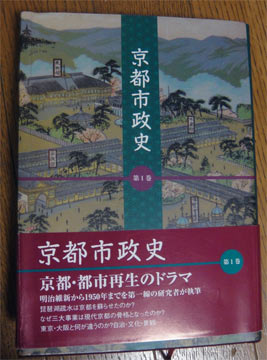 京都市政史
第1巻
京都市政史
第1巻
京都・都市再生のドラマ
明治維新から1950年までを第一線の研究者が執筆
琵琶湖疏水は京都を蘇らせたのか?
なぜ三大事業は現代京都の骨格となったのか?
東京・大阪と何が違うのか?自治・文化・景観